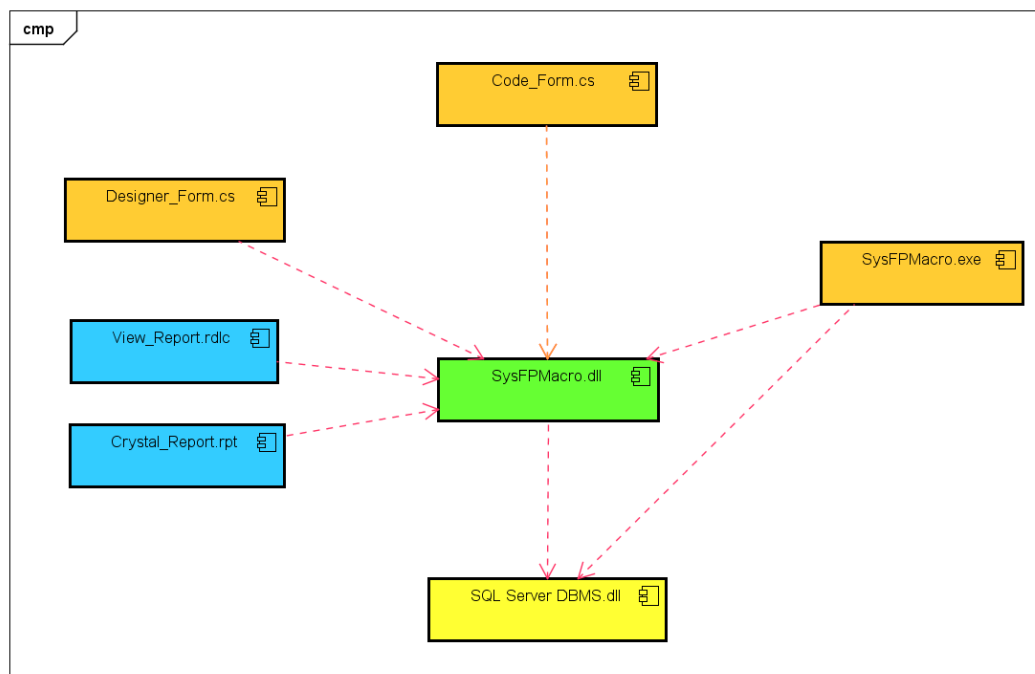 cmp
Code_Form.cs
Designer_Form.cs
SysFPMacro.exe
View_Report.rdlc
SysFPMacro.dll
Crystal_Report.rpt
SQL Server DBMS.dll